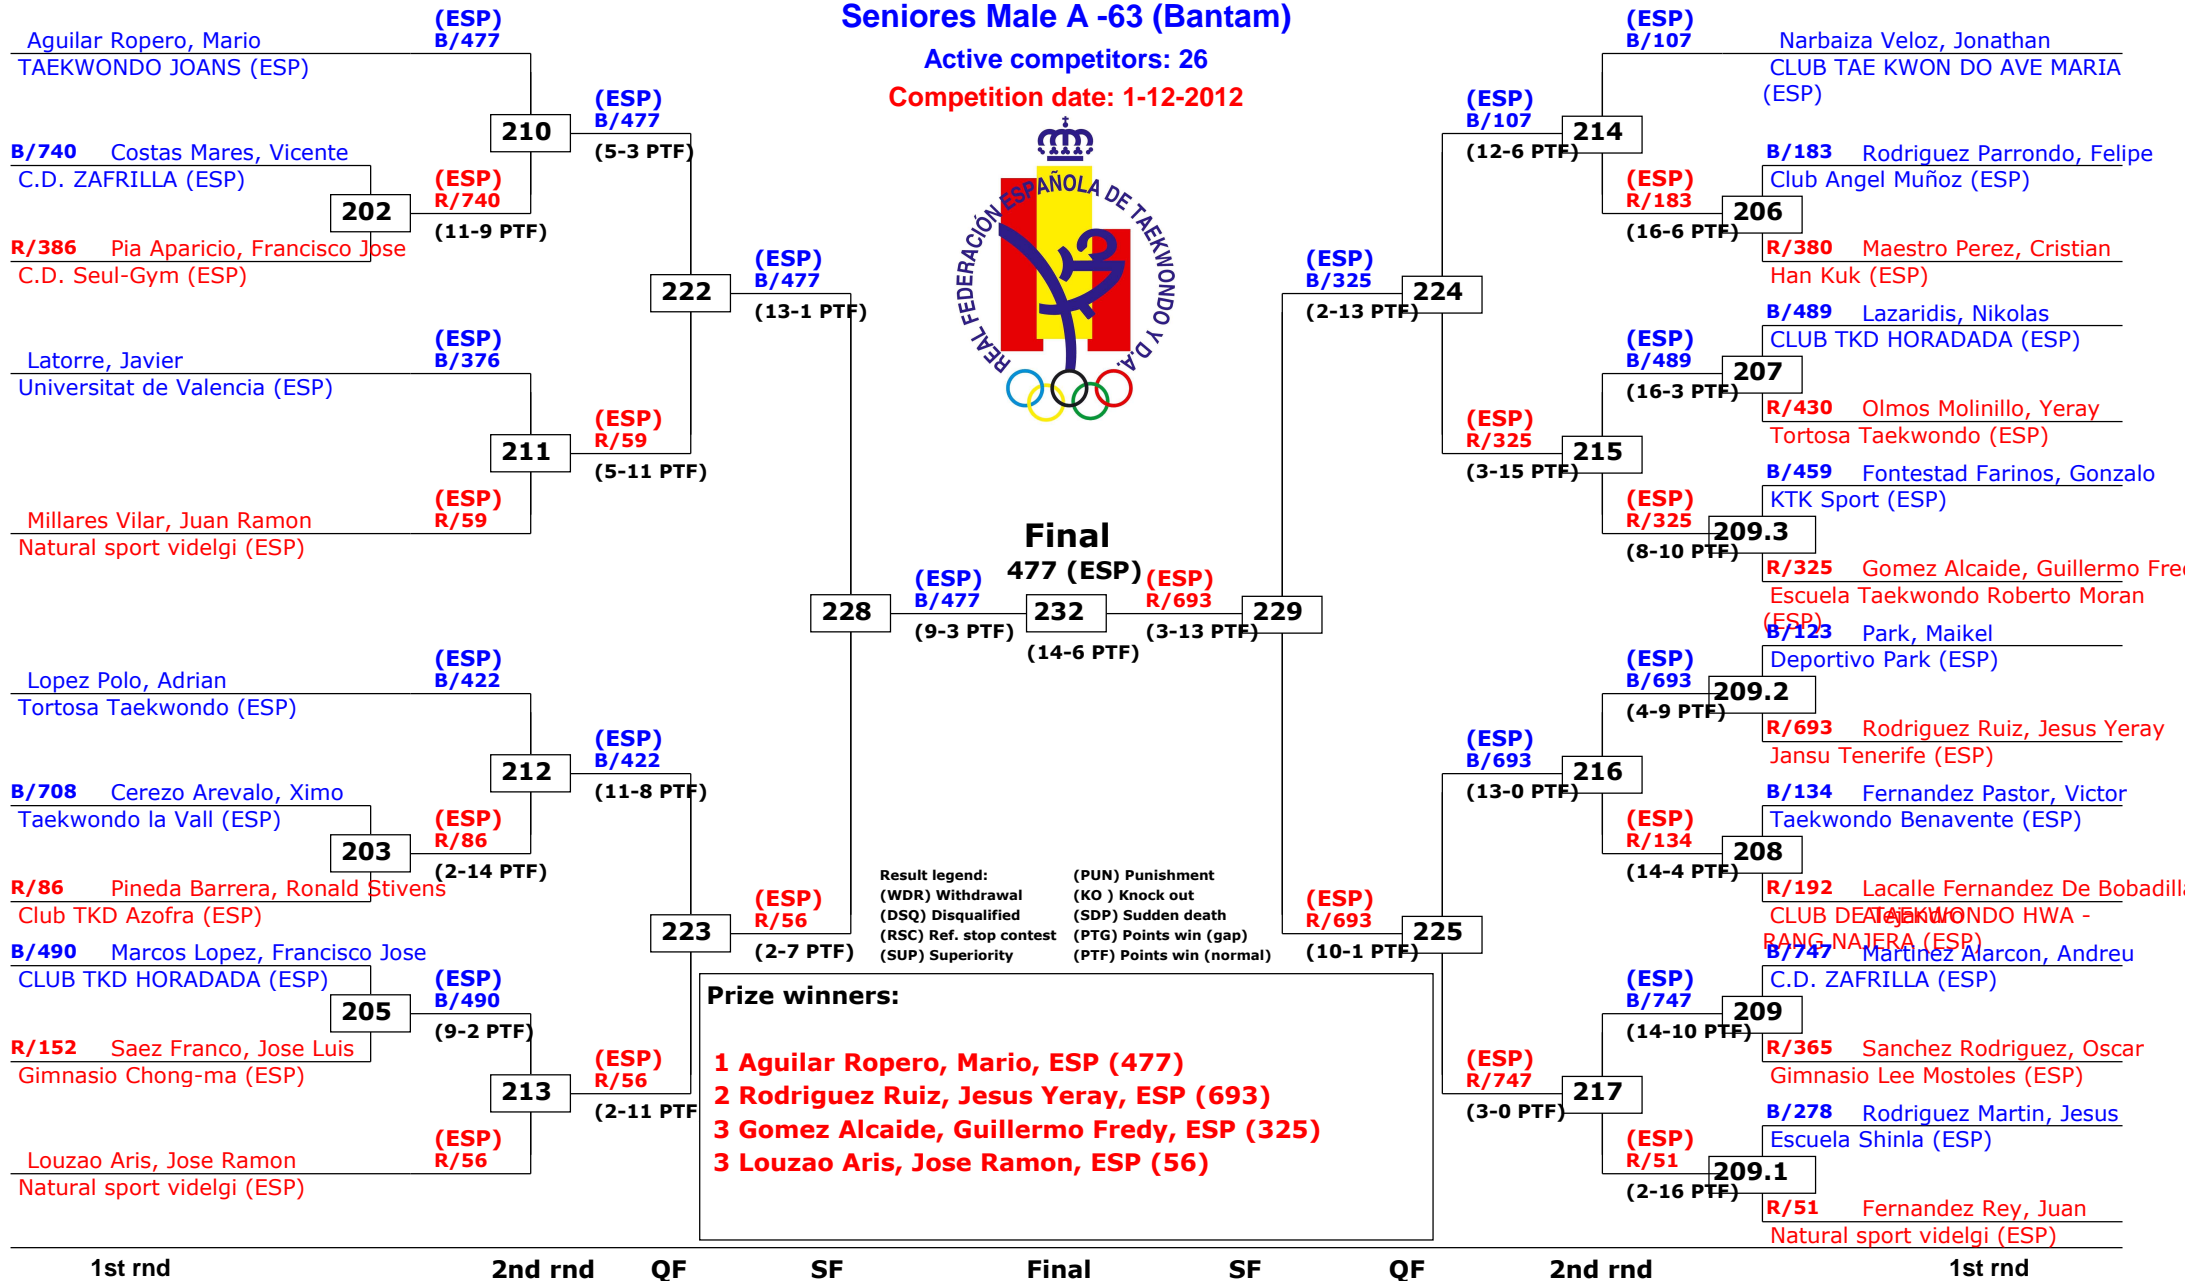 Seniores Male A -63 (Bantam)
Active competitors: 26
Competition date: 1-12-2012
REAL FEDERACIÓN ESPAÑOLA DE TAEKWONDO Y D.A.
Aguilar Ropero, Mario
TAEKWONDO JOANS (ESP)
(ESP)
B/477
B/740 Costas Mares, Vicente
C.D. ZAFRILLA (ESP)
202
R/386 Pia Aparicio, Francisco Jose
C.D. Seul-Gym (ESP)
(ESP)
R/740
(11-9 PTF)
210
(ESP)
B/477
(5-3 PTF)
Latorre, Javier
Universitat de Valencia (ESP)
(ESP)
B/376
211
Millares Vilar, Juan Ramon
Natural sport videlgi (ESP)
(ESP)
R/59
(ESP)
R/59
(5-11 PTF)
222
(ESP)
B/477
(13-1 PTF)
Lopez Polo, Adrian
Tortosa Taekwondo (ESP)
(ESP)
B/422
B/708 Cerezo Arevalo, Ximo
Taekwondo la Vall (ESP)
203
R/86 Pineda Barrera, Ronald Stivens
Club TKD Azofra (ESP)
(ESP)
R/86
(2-14 PTF)
212
(ESP)
B/422
(11-8 PTF)
B/490 Marcos Lopez, Francisco Jose
CLUB TKD HORADADA (ESP)
205
R/152 Saez Franco, Jose Luis
Gimnasio Chong-ma (ESP)
(ESP)
B/490
(9-2 PTF)
213
Louzao Aris, Jose Ramon
Natural sport videlgi (ESP)
(ESP)
R/56
(ESP)
R/56
(2-11 PTF
223
(ESP)
R/56
(2-7 PTF)
228
(ESP)
B/477
(9-3 PTF)
Final
477 (ESP)
232
(14-6 PTF)
(ESP)
R/693
(3-13 PTF)
229
(ESP)
B/325
(2-13 PTF)
224
(ESP)
B/107
(12-6 PTF)
214
(ESP)
B/107
Narbaiza Veloz, Jonathan
CLUB TAE KWON DO AVE MARIA
(ESP)
(ESP)
R/183
(16-6 PTF)
B/183 Rodriguez Parrondo, Felipe
Club Angel Muñoz (ESP)
206
R/380 Maestro Perez, Cristian
Han Kuk (ESP)
(ESP)
R/325
(3-15 PTF)
215
(ESP)
B/489
(16-3 PTF)
B/489 Lazaridis, Nikolas
CLUB TKD HORADADA (ESP)
207
R/430 Olmos Molinillo, Yeray
Tortosa Taekwondo (ESP)
(ESP)
R/325
(8-10 PTF)
B/459 Fontestad Farinos, Gonzalo
KTK Sport (ESP)
209.3
R/325 Gomez Alcaide, Guillermo Fre
Escuela Taekwondo Roberto Moran
(ESP)
(ESP)
R/693
(10-1 PTF)
225
(ESP)
B/693
(13-0 PTF)
216
(ESP)
B/693
(4-9 PTF)
B/123 Park, Maikel
Deportivo Park (ESP)
209.2
R/693 Rodriguez Ruiz, Jesus Yeray
Jansu Tenerife (ESP)
(ESP)
R/134
(14-4 PTF)
B/134 Fernandez Pastor, Victor
Taekwondo Benavente (ESP)
208
R/192 Lacalle Fernandez De Bobadilla
Alejandro
CLUB DE TAEKWONDO HWA -
RANG NAJERA (ESP)
(ESP)
R/747
(3-0 PTF)
217
(ESP)
B/747
(14-10 PTF)
B/747 Martinez Alarcon, Andreu
C.D. ZAFRILLA (ESP)
209
R/365 Sanchez Rodriguez, Oscar
Gimnasio Lee Mostoles (ESP)
(ESP)
R/51
(2-16 PTF)
B/278 Rodriguez Martin, Jesus
Escuela Shinla (ESP)
209.1
R/51 Fernandez Rey, Juan
Natural sport videlgi (ESP)
Result legend:
(WDR) Withdrawal
(DSQ) Disqualified
(RSC) Ref. stop contest
(SUP) Superiority
(PUN) Punishment
(KO ) Knock out
(SDP) Sudden death
(PTG) Points win (gap)
(PTF) Points win (normal)
Prize winners:
1 Aguilar Ropero, Mario, ESP (477)
2 Rodriguez Ruiz, Jesus Yeray, ESP (693)
3 Gomez Alcaide, Guillermo Fredy, ESP (325)
3 Louzao Aris, Jose Ramon, ESP (56)
1st rnd 2nd rnd QF SF Final SF QF 2nd rnd 1st rnd